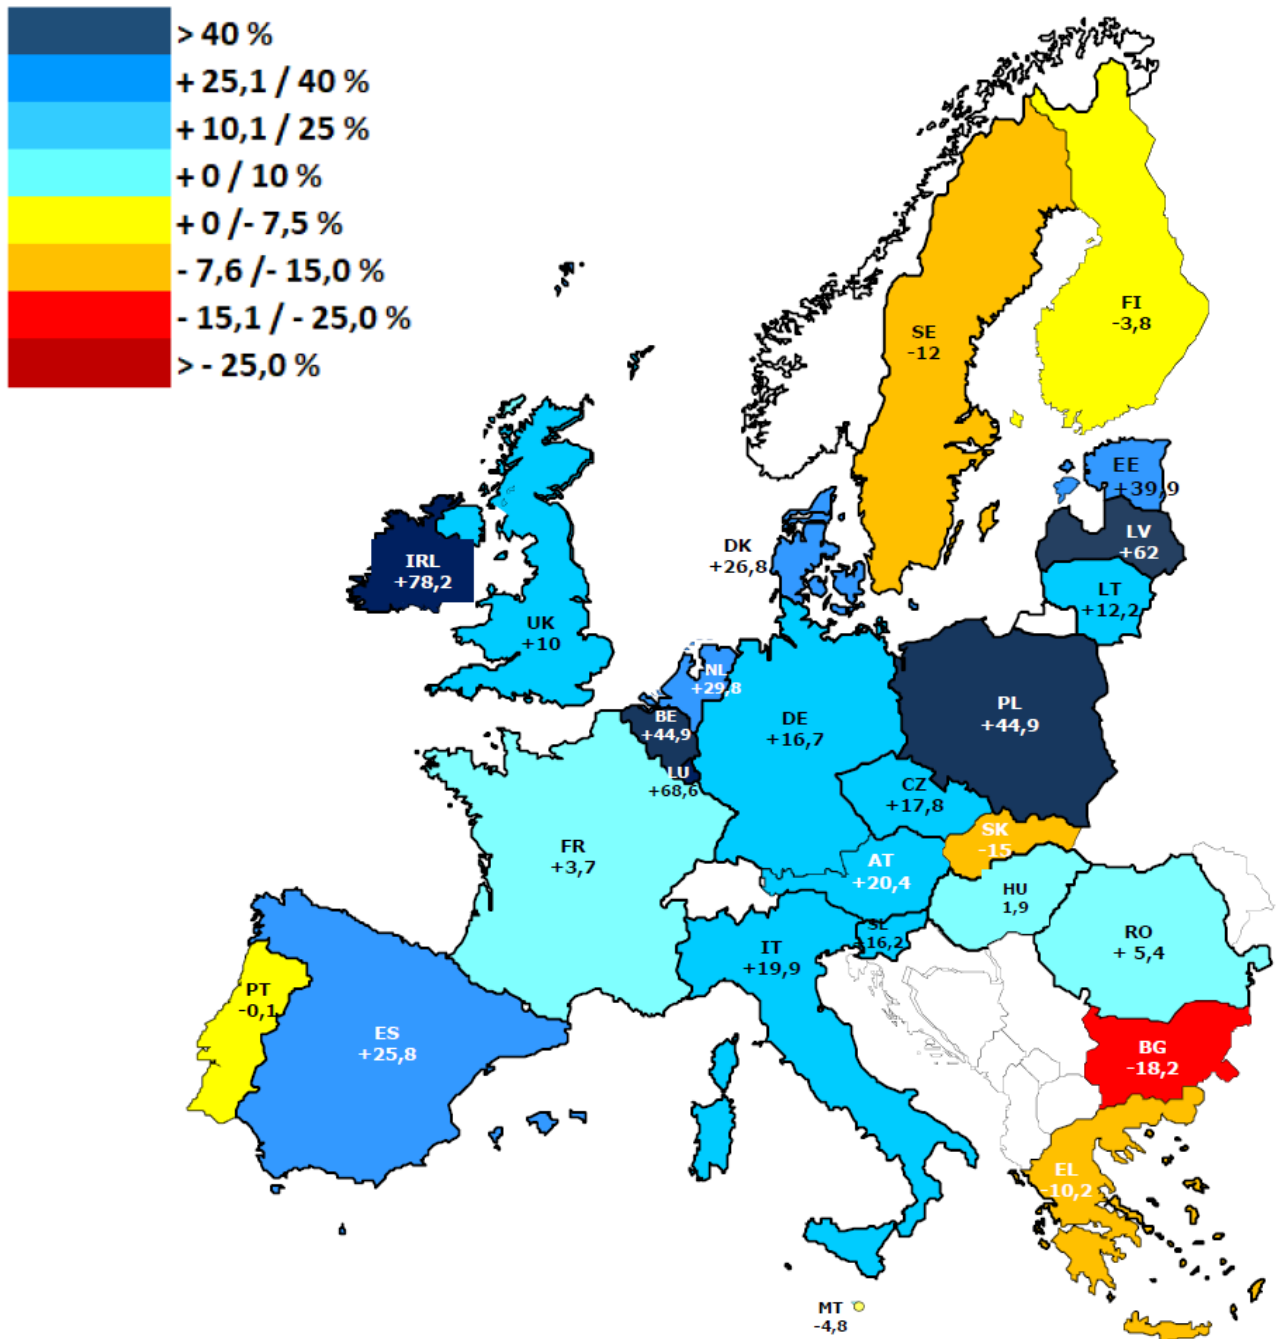 > 40 %
+ 25,1 / 40 %
+ 10,1 / 25 %
+ 0 / 10 %
+ 0 /- 7,5 %
- 7,6 /- 15,0 %
- 15,1 / - 25,0 %
> - 25,0 %
FI
-3,8
SE
-12
EE
+39,9
LV
+62
DK
+26,8
IRL
+78,2
LT
+12,2
UK
+10
NL
+29,8
BE
+44,9
DE
+16,7
PL
+44,9
LU
+68,6
CZ
+17,8
SK
-15
FR
+3,7
AT
+20,4
HU
1,9
SL
+16,2
RO
+ 5,4
IT
+19,9
PT
-0,1
ES
+25,8
BG
-18,2
EL
-10,2
MT
-4,8